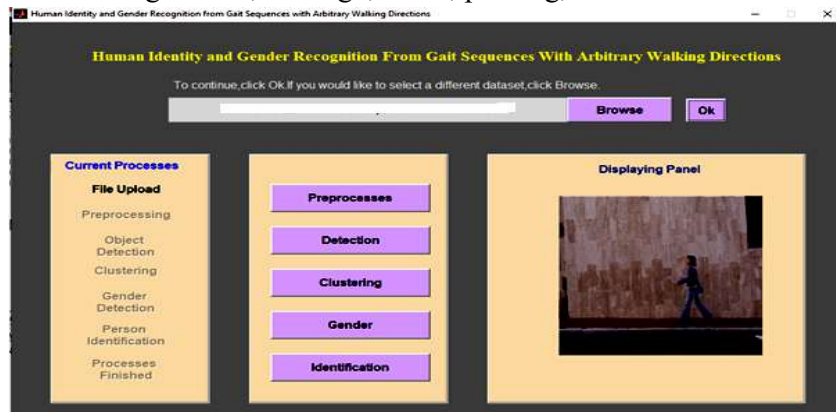 Human Identity and Gender Recognition from Gait Sequences with Arbitrary Walking Directions
Human Identity and Gender Recognition From Gait Sequences With Arbitrary Walking Directions
To continue,click Ok.If you would like to select a different dataset,click Browse.
Browse
Ok
Current Processes
File Upload
Preprocessing
Object
Detection
Clustering
Gender
Detection
Person
Identification
Processes
Finished
Preprocesses
Detection
Clustering
Gender
Identification
Displaying Panel